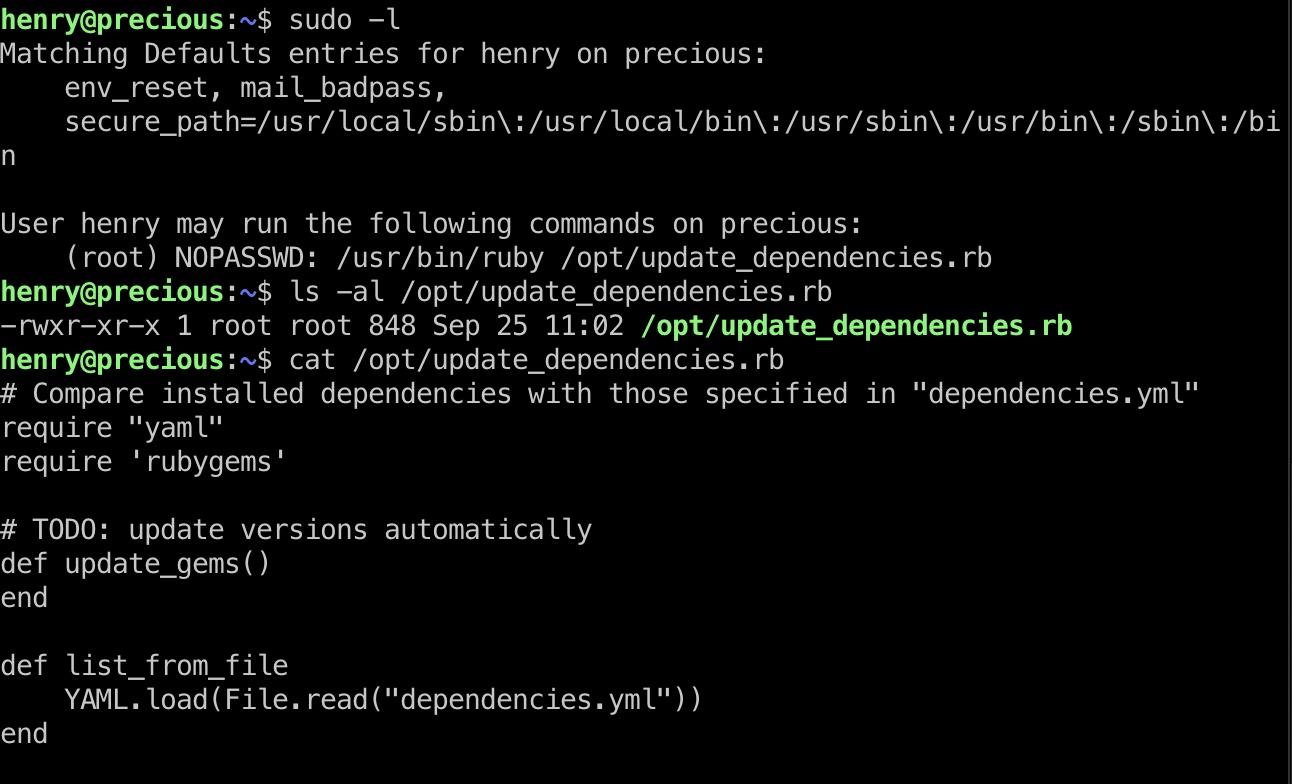 henry@precious:~$ sudo -l
Matching Defaults entries for henry on precious:
    env_reset, mail_badpass,
    secure_path=/usr/local/sbin\:/usr/local/bin\:/usr/sbin\:/usr/bin\:/sbin\:/bi
n

User henry may run the following commands on precious:
    (root) NOPASSWD: /usr/bin/ruby /opt/update_dependencies.rb
henry@precious:~$ ls -al /opt/update_dependencies.rb
-rwxr-xr-x 1 root root 848 Sep 25 11:02 /opt/update_dependencies.rb
henry@precious:~$ cat /opt/update_dependencies.rb
# Compare installed dependencies with those specified in "dependencies.yml"
require "yaml"
require 'rubygems'

# TODO: update versions automatically
def update_gems()
end

def list_from_file
    YAML.load(File.read("dependencies.yml"))
end